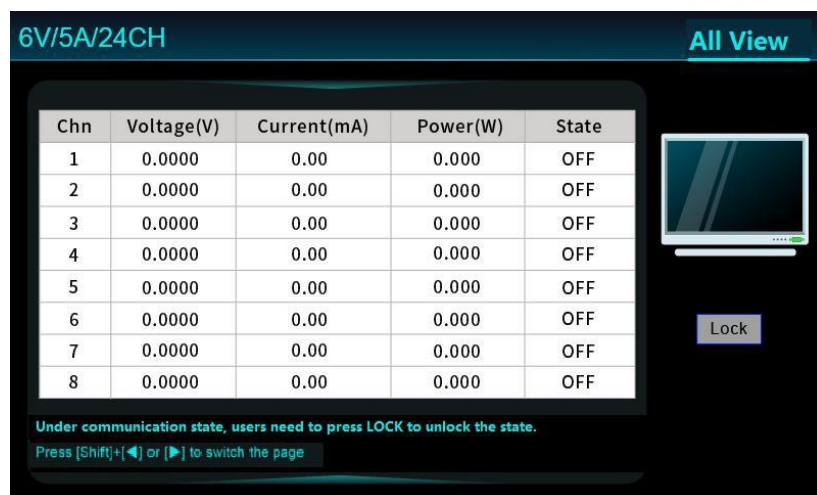 6V/5A/24CH
All View
Chn Voltage(V) Current(mA) Power(W) State
1 0.0000 0.00 0.000 OFF
2 0.0000 0.00 0.000 OFF
3 0.0000 0.00 0.000 OFF
4 0.0000 0.00 0.000 OFF
5 0.0000 0.00 0.000 OFF
6 0.0000 0.00 0.000 OFF
7 0.0000 0.00 0.000 OFF
8 0.0000 0.00 0.000 OFF
Lock
Under communication state, users need to press LOCK to unlock the state.
Press [Shift]+[◀] or [▶] to switch the page